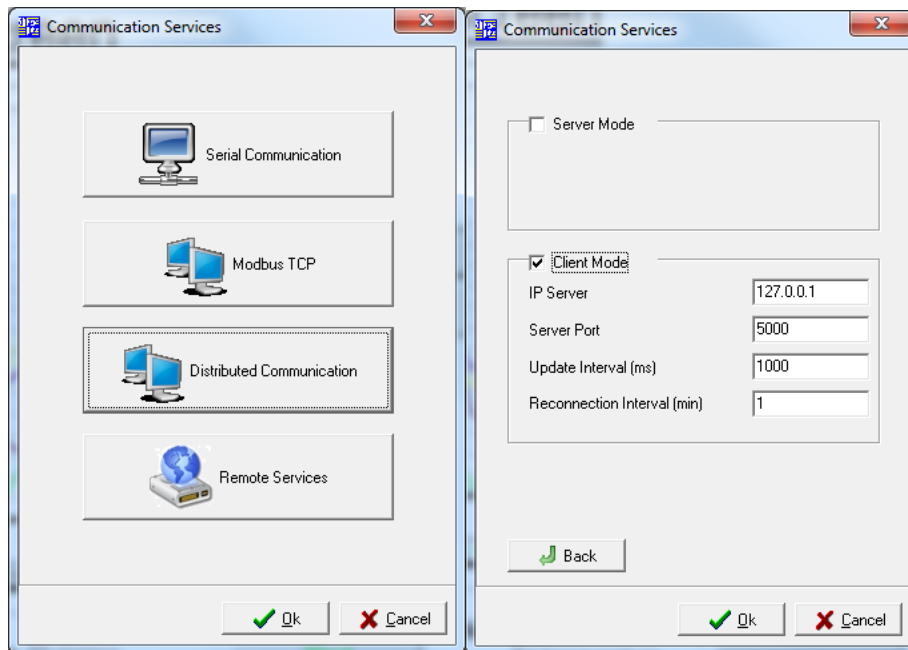 Communication Services
Serial Communication
Modbus TCP
Distributed Communication
Remote Services
Ok
Cancel
Communication Services
Server Mode
Client Mode
IP Server 127.0.0.1
Server Port 5000
Update Interval (ms) 1000
Reconnection Interval (min) 1
Back
Ok
Cancel